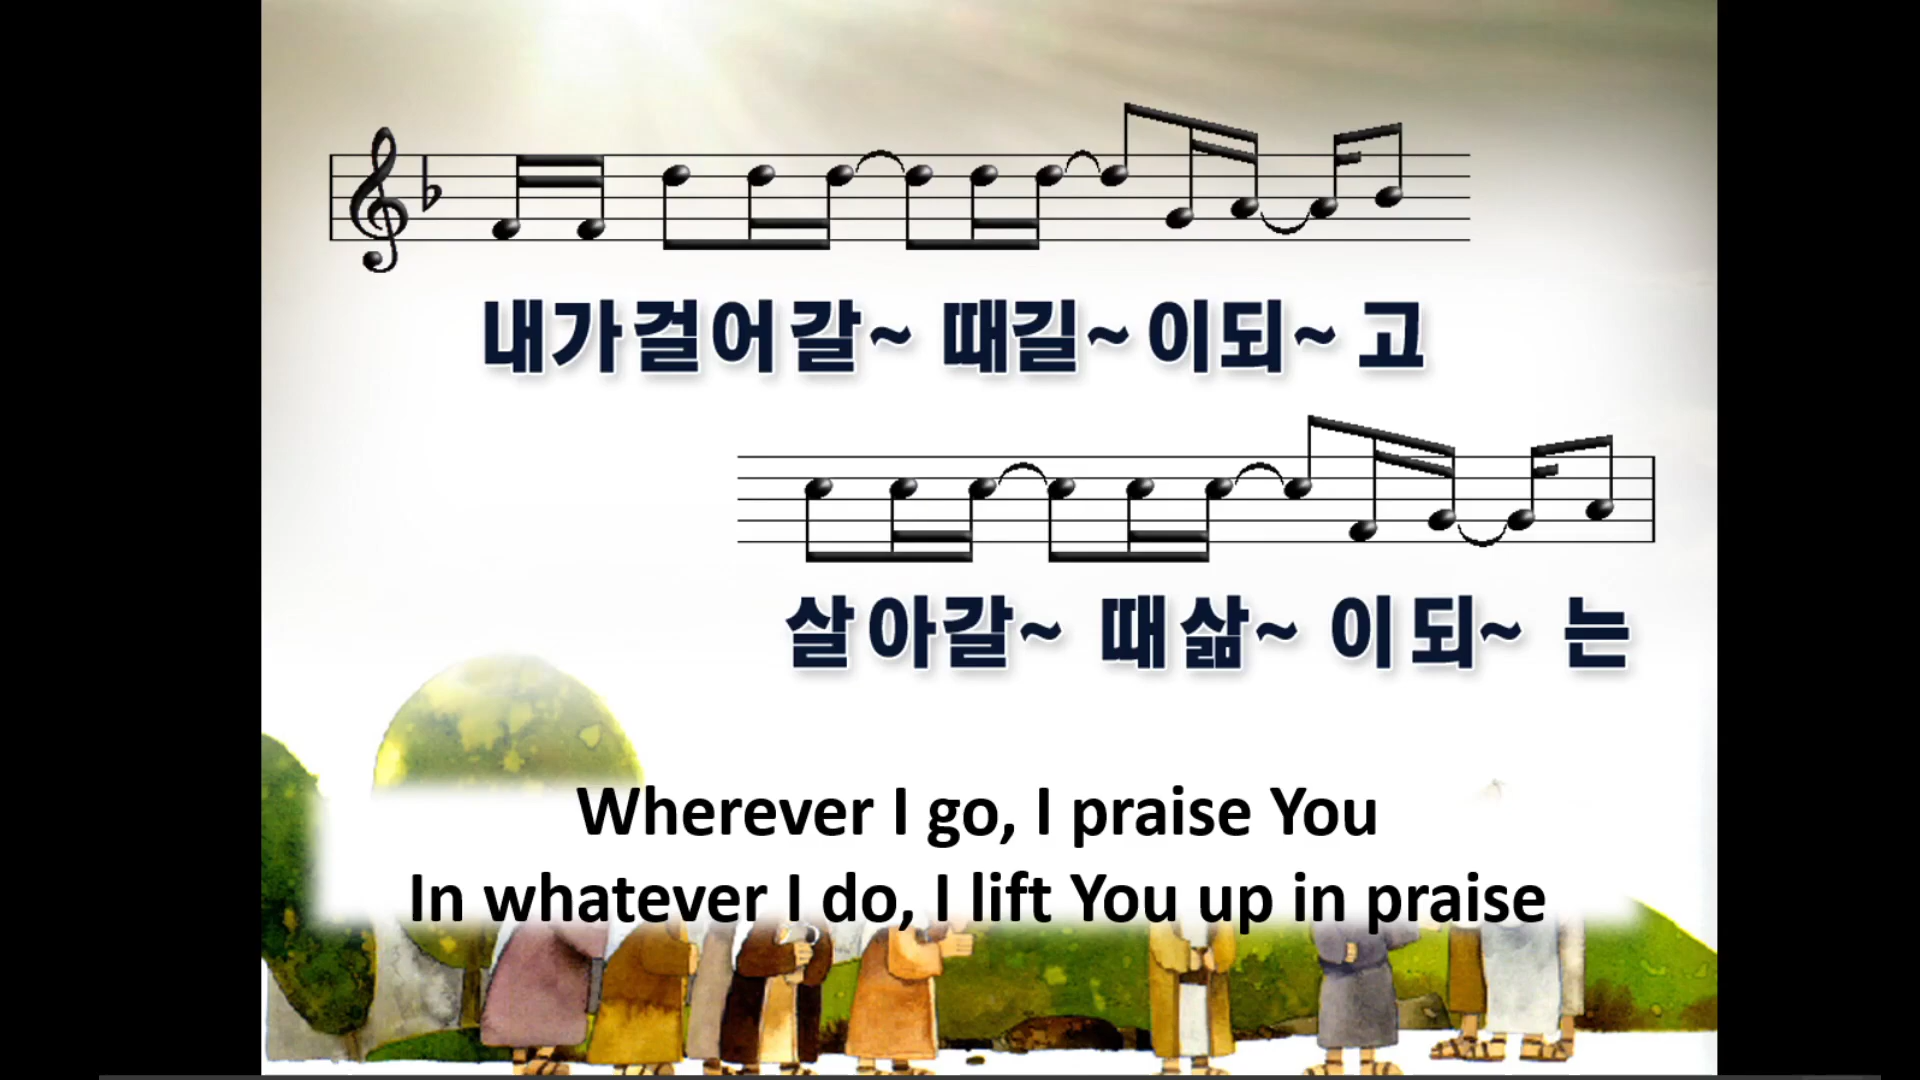 내가걸어갈~ 때길~이되~ 고
살아갈~ 때삶~ 이되~ 는
Wherever I go, I praise You
In whatever I do, I lift You up in praise